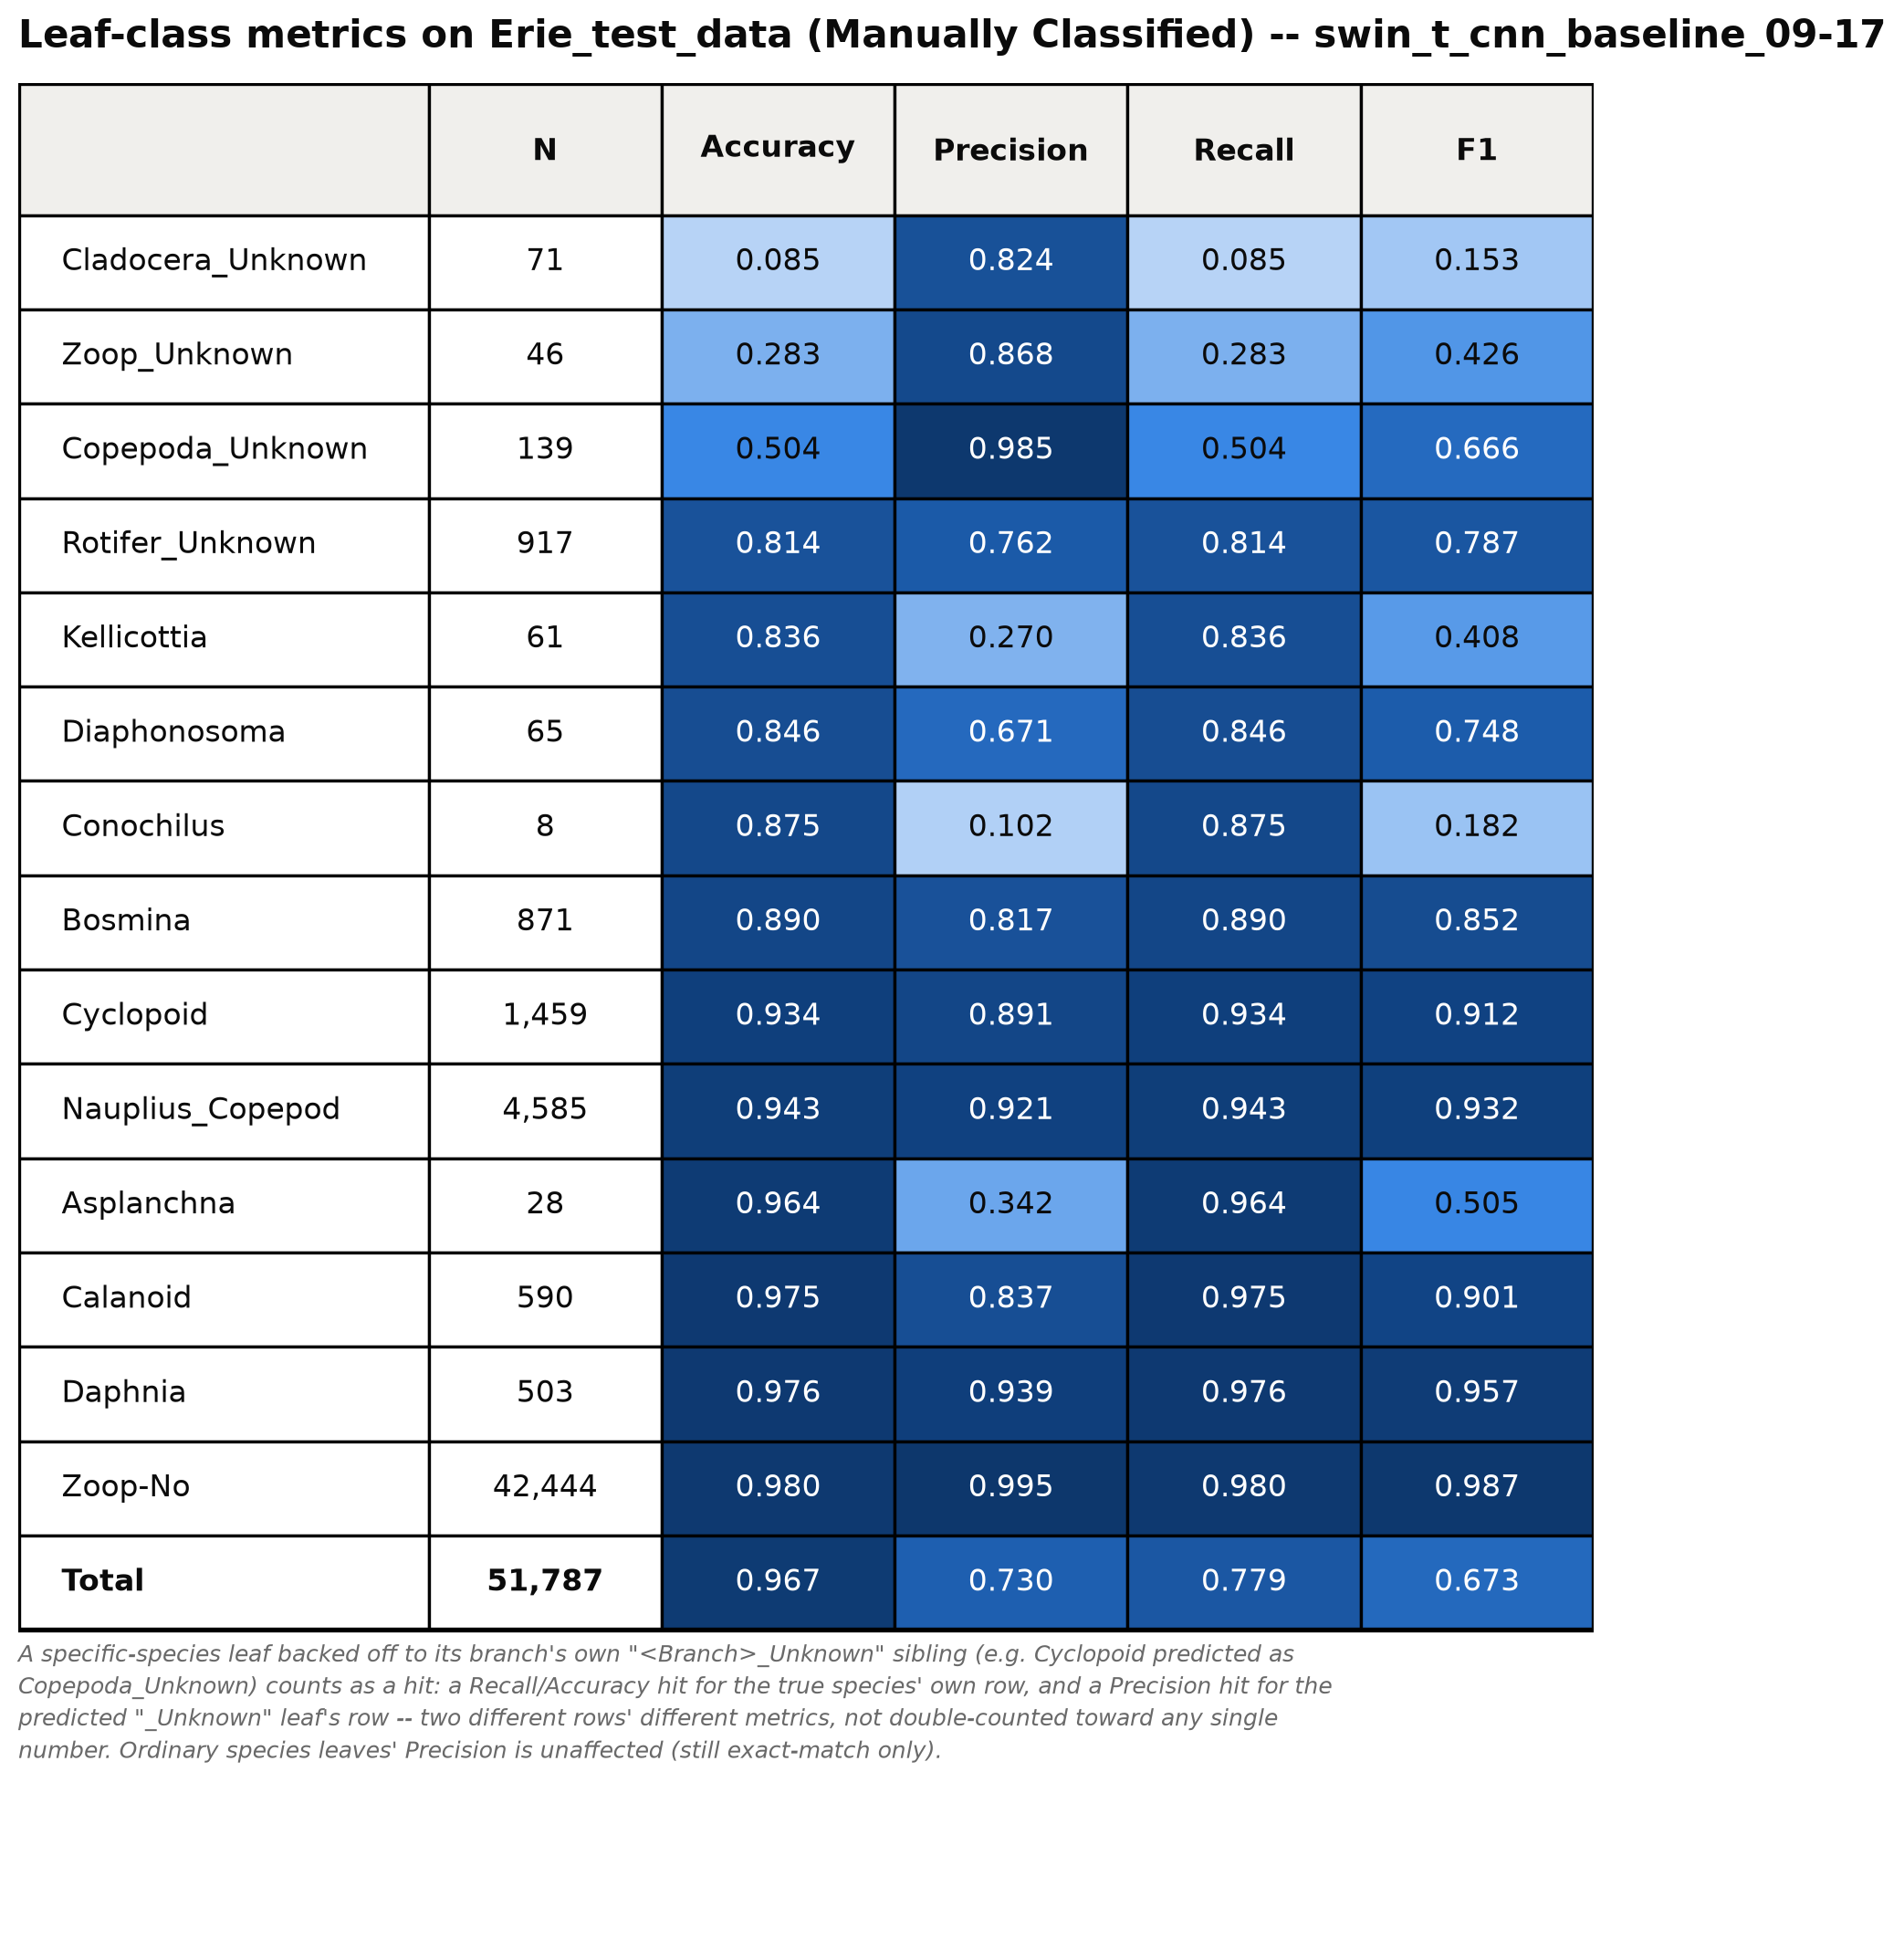 Leaf-class metrics on Erie_test_data (Manually Classified) -- swin_t_cnn_baseline_09-17
N Accuracy Precision Recall F1
Cladocera_Unknown 71 0.085 0.824 0.085 0.153
Zoop_Unknown 46 0.283 0.868 0.283 0.426
Copepoda_Unknown 139 0.504 0.985 0.504 0.666
Rotifer_Unknown 917 0.814 0.762 0.814 0.787
Kellicottia 61 0.836 0.270 0.836 0.408
Diaphonosoma 65 0.846 0.671 0.846 0.748
Conochilus 8 0.875 0.102 0.875 0.182
Bosmina 871 0.890 0.817 0.890 0.852
Cyclopoid 1,459 0.934 0.891 0.934 0.912
Nauplius_Copepod 4,585 0.943 0.921 0.943 0.932
Asplanchna 28 0.964 0.342 0.964 0.505
Calanoid 590 0.975 0.837 0.975 0.901
Daphnia 503 0.976 0.939 0.976 0.957
Zoop-No 42,444 0.980 0.995 0.980 0.987
Total 51,787 0.967 0.730 0.779 0.673
A specific-species leaf backed off to its branch's own "<Branch>_Unknown" sibling (e.g. Cyclopoid predicted as
Copepoda_Unknown) counts as a hit: a Recall/Accuracy hit for the true species' own row, and a Precision hit for the
predicted "_Unknown" leaf's row -- two different rows' different metrics, not double-counted toward any single
number. Ordinary species leaves' Precision is unaffected (still exact-match only).